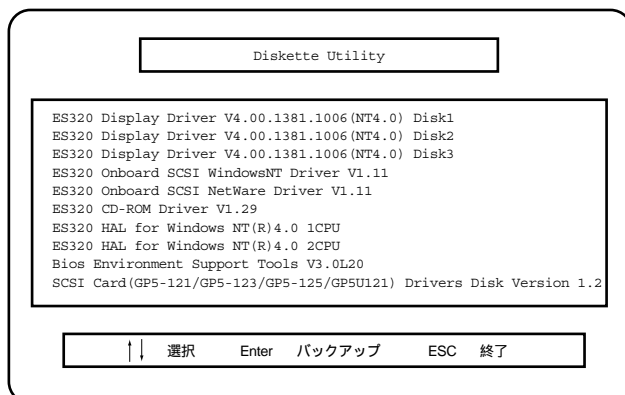 Diskette Utility
ES320 Display Driver V4.00.1381.1006(NT4.0) Disk1
ES320 Display Driver V4.00.1381.1006(NT4.0) Disk2
ES320 Display Driver V4.00.1381.1006(NT4.0) Disk3
ES320 Onboard SCSI WindowsNT Driver V1.11
ES320 Onboard SCSI NetWare Driver V1.11
ES320 CD-ROM Driver V1.29
ES320 HAL for Windows NT(R)4.0 1CPU
ES320 HAL for Windows NT(R)4.0 2CPU
Bios Environment Support Tools V3.0L20
SCSI Card(GP5-121/GP5-123/GP5-125/GP5U121) Drivers Disk Version 1.2
↑↓ 選択 Enter バックアップ ESC 終了